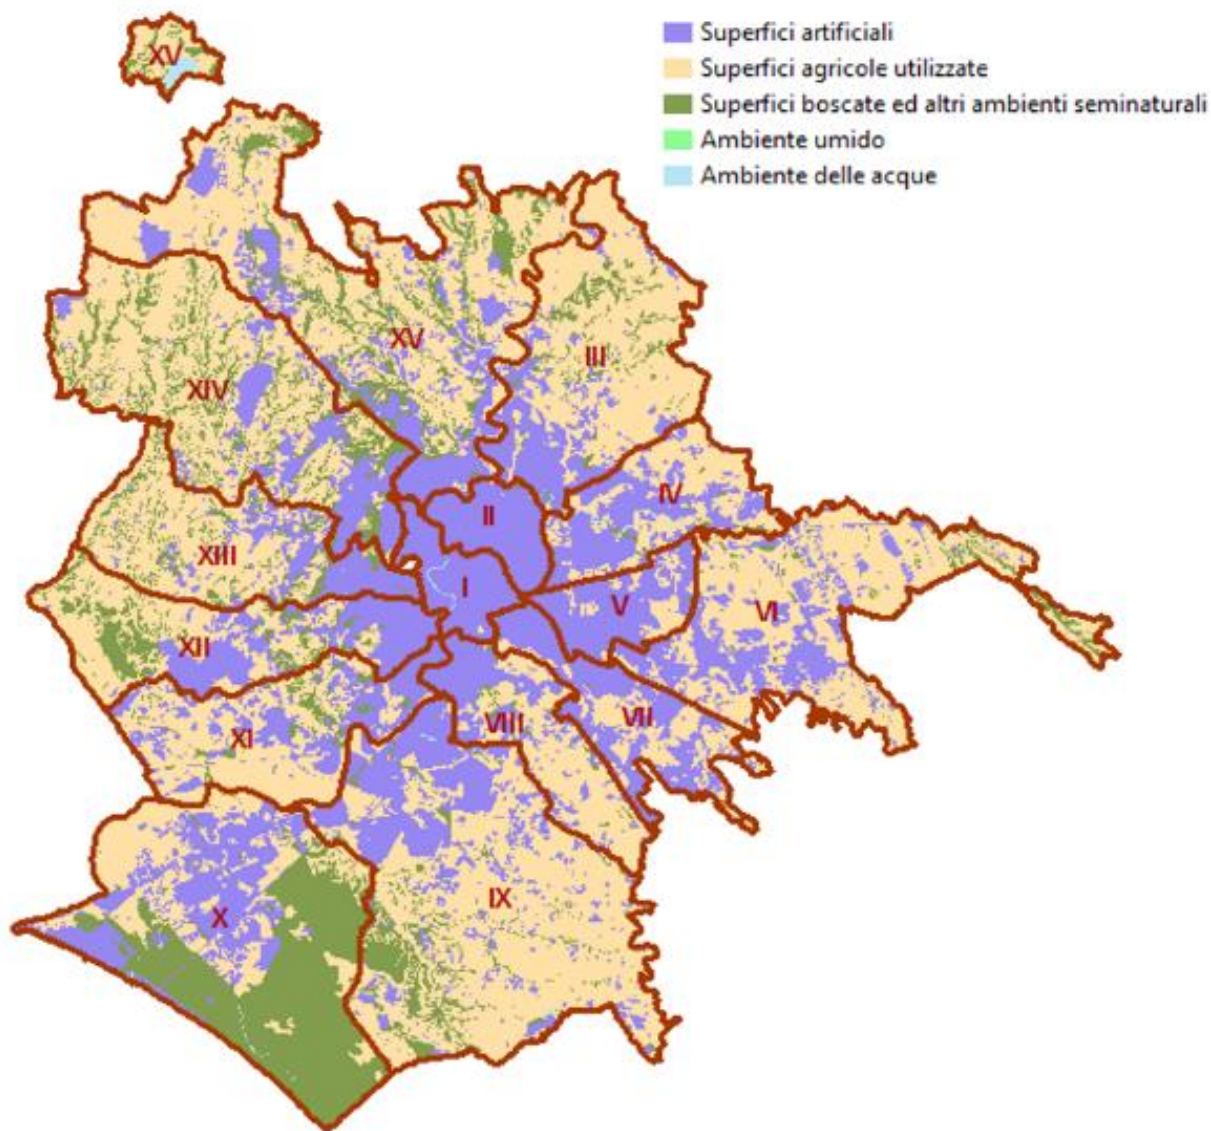 Superfici artificiali
Superfici agricole utilizzate
Superfici boscate ed altri ambienti seminaturali
Ambiente umido
Ambiente delle acque
XV
XV
III
XIV
IV
II
XIII
I
V
VI
XII
VII
VIII
XI
IX
X